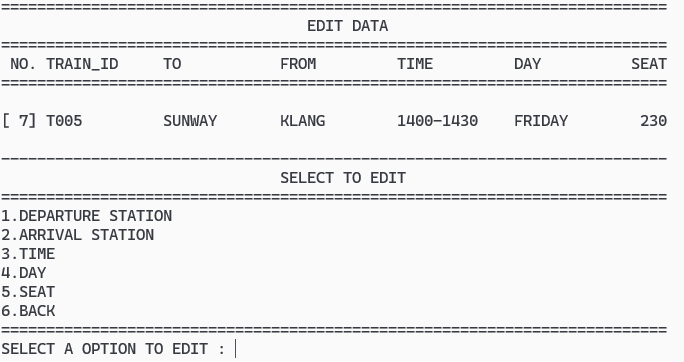 ==========================================================================
EDIT DATA
==========================================================================
NO. TRAIN_ID TO FROM TIME DAY SEAT
==========================================================================
[ 7] T005 SUNWAY KLANG 1400-1430 FRIDAY 230
--------------------------------------------------------------------------
SELECT TO EDIT
==========================================================================
1.DEPARTURE STATION
2.ARRIVAL STATION
3.TIME
4.DAY
5.SEAT
6.BACK
==========================================================================
SELECT A OPTION TO EDIT :